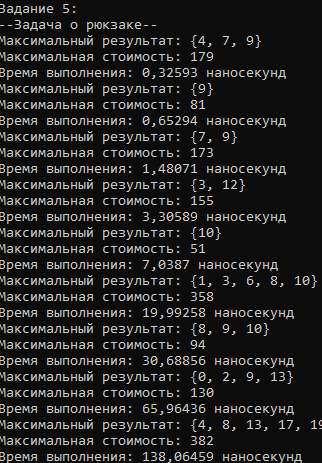 Задание 5:
--Задача о рюкзаке--
Максимальный результат: {4, 7, 9}
Максимальная стоимость: 179
Время выполнения: 0,32593 наносекунд
Максимальный результат: {9}
Максимальная стоимость: 81
Время выполнения: 0,65294 наносекунд
Максимальный результат: {7, 9}
Максимальная стоимость: 173
Время выполнения: 1,48071 наносекунд
Максимальный результат: {3, 12}
Максимальная стоимость: 155
Время выполнения: 3,30589 наносекунд
Максимальный результат: {10}
Максимальная стоимость: 51
Время выполнения: 7,0387 наносекунд
Максимальный результат: {1, 3, 6, 8, 10}
Максимальная стоимость: 358
Время выполнения: 19,99258 наносекунд
Максимальный результат: {8, 9, 10}
Максимальная стоимость: 94
Время выполнения: 30,68856 наносекунд
Максимальный результат: {0, 2, 9, 13}
Максимальная стоимость: 130
Время выполнения: 65,96436 наносекунд
Максимальный результат: {4, 8, 13, 17, 19
Максимальная стоимость: 382
Время выполнения: 138,06459 наносекунд